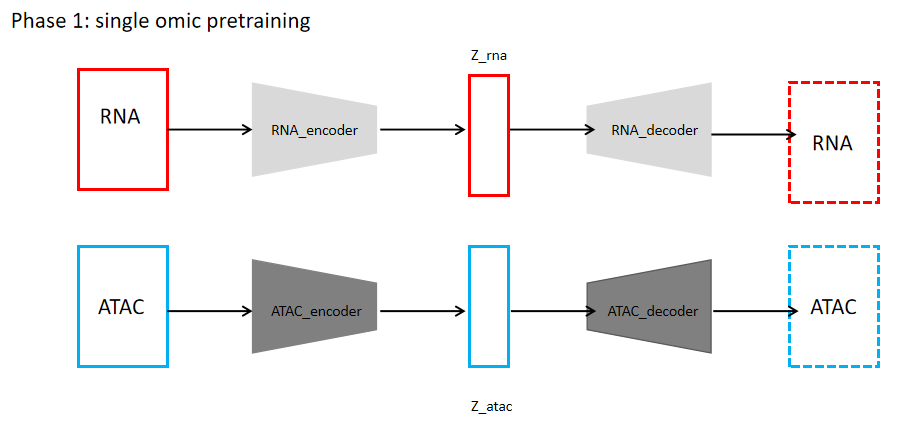 Phase 1: single omic pretraining
Z_rna
RNA
RNA_encoder
RNA_decoder
RNA
ATAC
ATAC_encoder
ATAC_decoder
ATAC
Z_atac